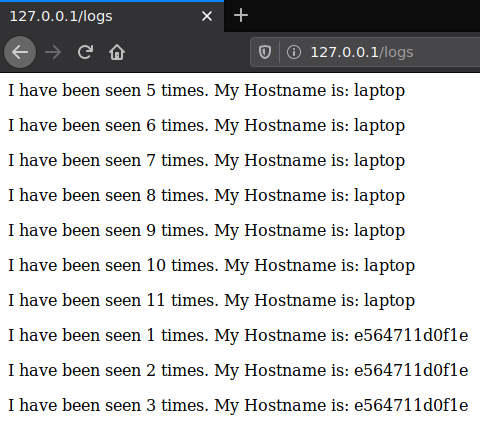 127.0.0.1/logs
127.0.0.1/logs
I have been seen 5 times. My Hostname is: laptop
I have been seen 6 times. My Hostname is: laptop
I have been seen 7 times. My Hostname is: laptop
I have been seen 8 times. My Hostname is: laptop
I have been seen 9 times. My Hostname is: laptop
I have been seen 10 times. My Hostname is: laptop
I have been seen 11 times. My Hostname is: laptop
I have been seen 1 times. My Hostname is: e564711d0f1e
I have been seen 2 times. My Hostname is: e564711d0f1e
I have been seen 3 times. My Hostname is: e564711d0f1e